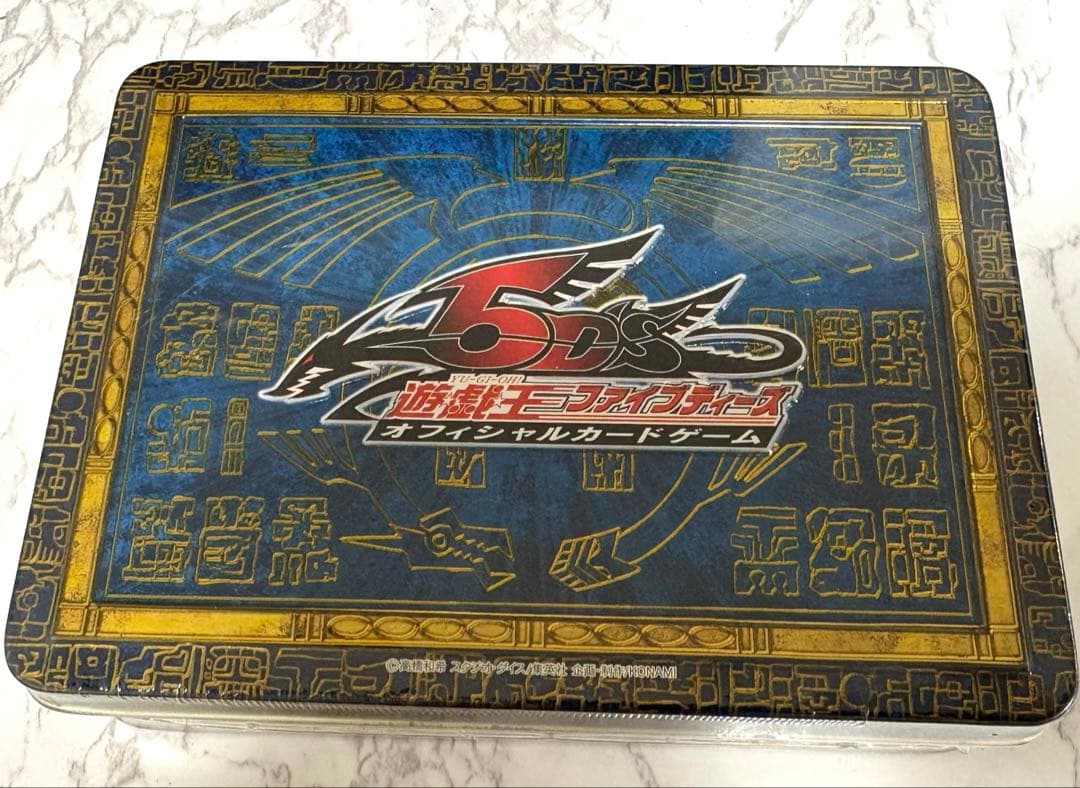 5D's
YU-GI-OH!
遊☆戯☆王ファイブディーズ
オフィシャルカードゲーム
©高橋和希 スタジオ・ダイス/集英社 企画・制作/KONAMI